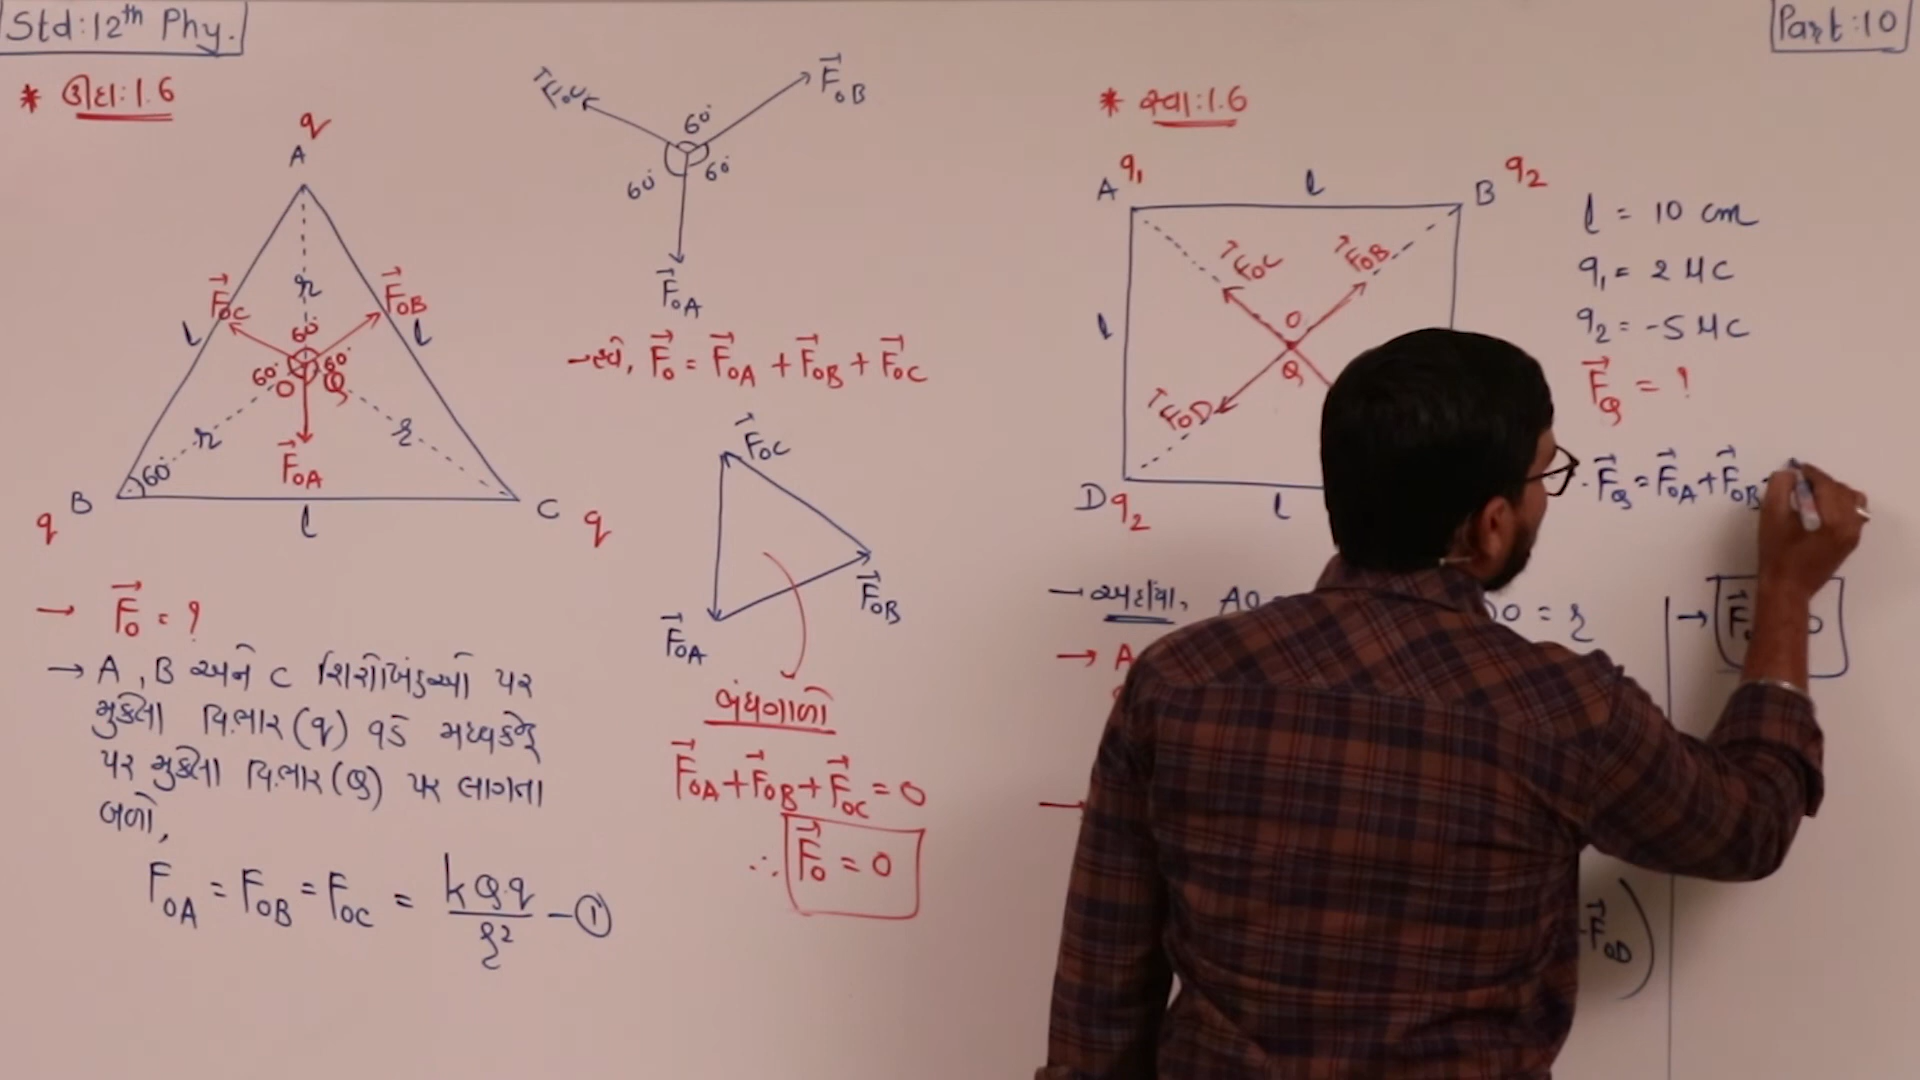 Std:12th Phy.
Part:10
* ઉદા:1.6
q
A
r
F⃗OC
F⃗OB
l
l
60°
60°
60°
O
Q
r
r
F⃗OA
60°
B
C
q
q
l
→ F⃗O = ?
→ A, B અને C શિરોબિંદુઓ પર
મુકેલા વિ.ભાર(q) વડે મધ્યકેન્દ્ર
પર મુકેલા વિ.ભાર(Q) પર લાગતા
બળો,
FOA = FOB = FOC = kQq/r² –①
F⃗OC
F⃗OB
60°
60°
60°
F⃗OA
→હવે, F⃗O = F⃗OA + F⃗OB + F⃗OC
F⃗OC
F⃗OB
F⃗OA
બંધગાળો
F⃗OA+F⃗OB+F⃗OC = 0
∴ F⃗O = 0
* સ્વા:1.6
A q1
l
B q2
F⃗OC
F⃗OB
O
Q
l
F⃗OD
D q2
l
l = 10 cm
q1 = 2 µC
q2 = -5 µC
F⃗Q = ?
F⃗Q = F⃗OA + F⃗OB
O = r
→ A
→
F⃗OD)
→ F⃗